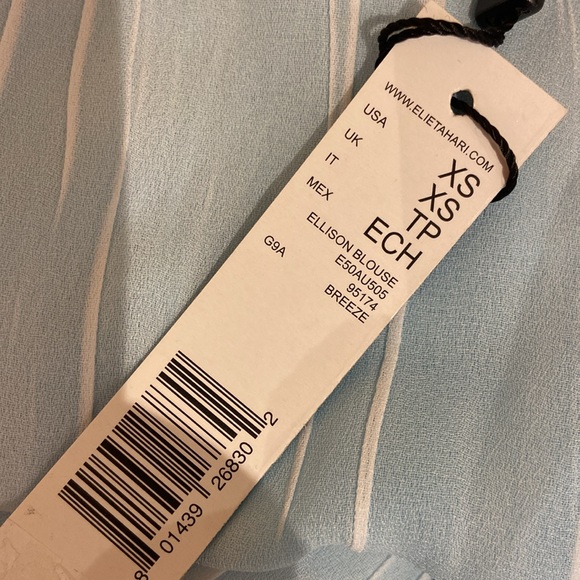 WWW.ELIETAHARI.COM
USA XS
UK XS
IT TP
MEX ECH
ELLISON BLOUSE
E50AU505
G9A 95174
BREEZE
8 01439 26830 2